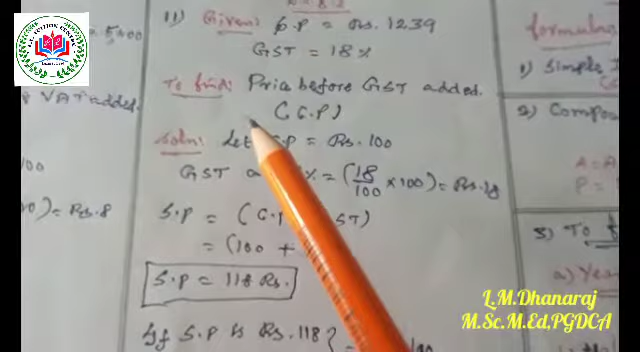 11) Given: S.P = Rs. 1239
GST = 18%
To find: Price before GST added.
(C.P)
Soln: Let C.P = Rs. 100
GST % = (18/100 × 100) = Rs. 18
S.P = (C.P ST)
= (100 +
S.P = 118 Rs.
If S.P is Rs. 118 } =
VAT added.
) = Rs. 8
formulas
1) Simple
2) Compou
A = A
P = P
3) To
a) Yea
L.M.Dhanaraj
M.Sc.M.Ed,PGDCA